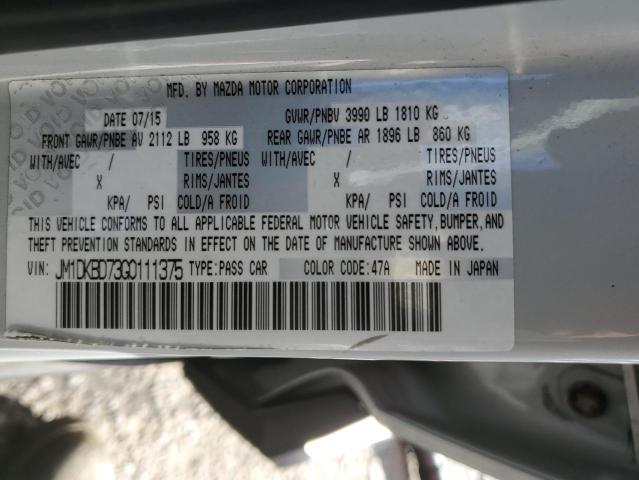 MFD. BY MAZDA MOTOR CORPORATION
DATE 07/15 GVWR/PNBV 3990 LB 1810 KG
FRONT GAWR/PNBE AV 2112 LB 958 KG REAR GAWR/PNBE AR 1896 LB 860 KG
WITH/AVEC / TIRES/PNEUS WITH/AVEC / TIRES/PNEUS
X RIMS/JANTES X RIMS/JANTES
KPA/ PSI COLD/A FROID KPA/ PSI COLD/A FROID
THIS VEHICLE CONFORMS TO ALL APPLICABLE FEDERAL MOTOR VEHICLE SAFETY, BUMPER, AND
THEFT PREVENTION STANDARDS IN EFFECT ON THE DATE OF MANUFACTURE SHOWN ABOVE.
VIN: JM1DKBD73G0111375 TYPE:PASS CAR COLOR CODE:47A MADE IN JAPAN